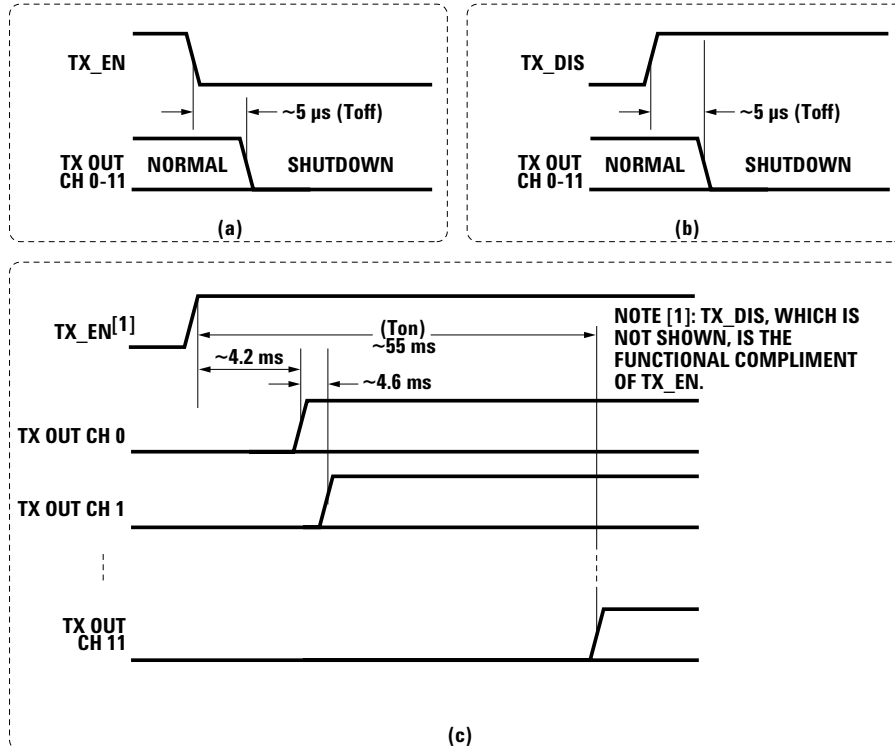 TX_EN
~5 µs (Toff)
TX OUT
CH 0-11
NORMAL
SHUTDOWN
(a)
TX_DIS
~5 µs (Toff)
TX OUT
CH 0-11
NORMAL
SHUTDOWN
(b)
TX_EN[1]
(Ton)
~55 ms
~4.2 ms
~4.6 ms
NOTE [1]: TX_DIS, WHICH IS
NOT SHOWN, IS THE
FUNCTIONAL COMPLIMENT
OF TX_EN.
TX OUT CH 0
TX OUT CH 1
TX OUT
CH 11
(c)